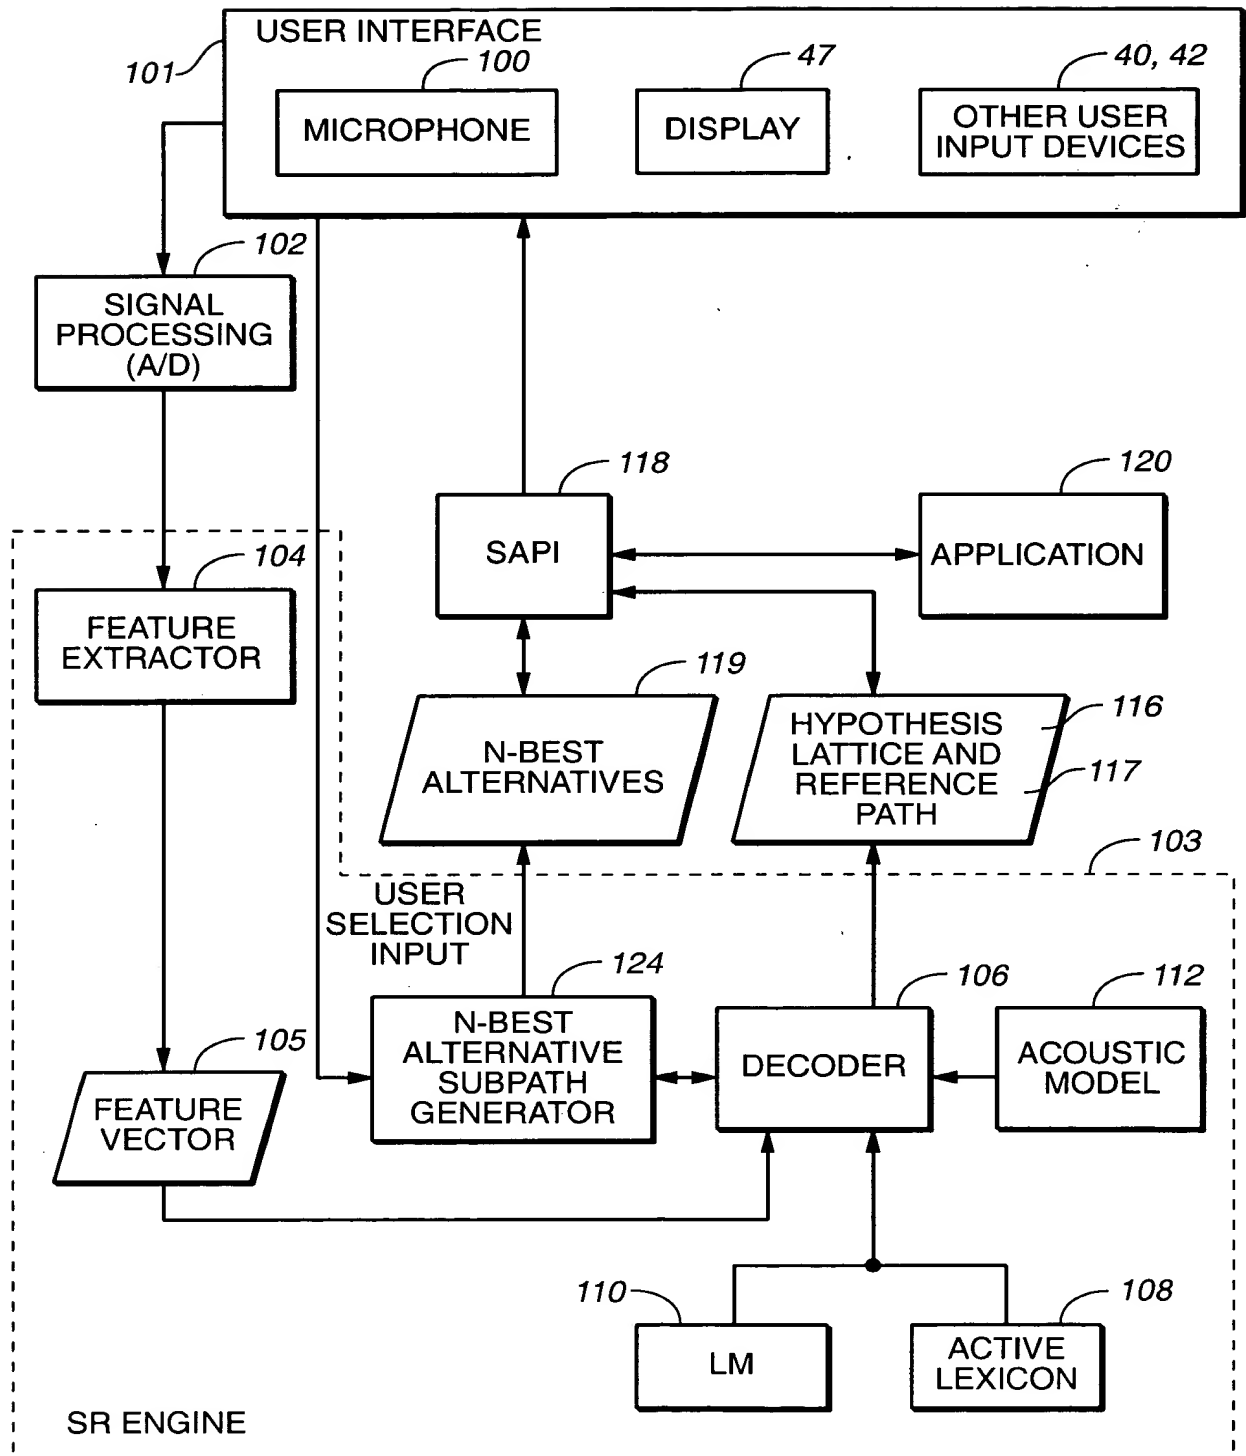 USER INTERFACE
101
100
47
40, 42
MICROPHONE
DISPLAY
OTHER USER
INPUT DEVICES
102
SIGNAL
PROCESSING
(A/D)
118
120
SAPI
APPLICATION
104
FEATURE
EXTRACTOR
119
N-BEST
ALTERNATIVES
HYPOTHESIS
LATTICE AND
REFERENCE
PATH
116
117
103
USER
SELECTION
INPUT
124
106
112
N-BEST
ALTERNATIVE
SUBPATH
GENERATOR
DECODER
ACOUSTIC
MODEL
105
FEATURE
VECTOR
110
108
LM
ACTIVE
LEXICON
SR ENGINE